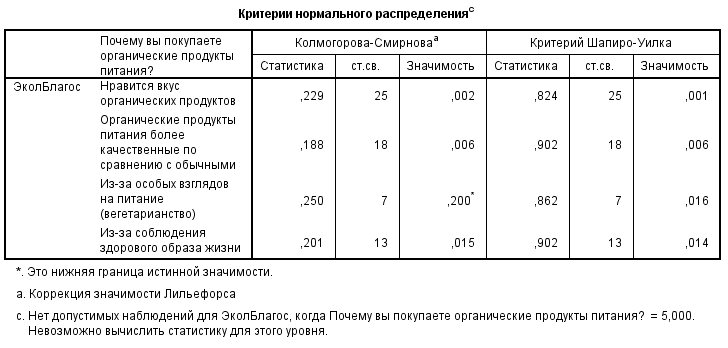 Критерии нормального распределенияc
Почему вы покупаете органические продукты питания? Колмогорова-Смирноваa Критерий Шапиро-Уилка
Статистика ст.св. Значимость Статистика ст.св. Значимость
ЭколБлагос Нравится вкус
органических продуктов ,229 25 ,002 ,824 25 ,001
Органические продукты
питания более
качественные по ,188 18 ,006 ,902 18 ,006
сравнению с обычными
Из-за особых взглядов
на питание ,250 7 ,200* ,862 7 ,016
(вегетарианство)
Из-за соблюдения
здорового образа жизни ,201 13 ,015 ,902 13 ,014
*. Это нижняя граница истинной значимости.
a. Коррекция значимости Лильефорса
c. Нет допустимых наблюдений для ЭколБлагос, когда Почему вы покупаете органические продукты питания? = 5,000.
Невозможно вычислить статистику для этого уровня.